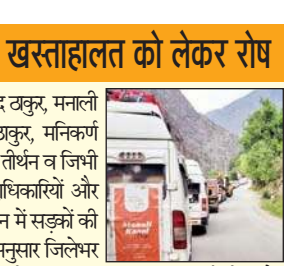 खस्ताहालत को लेकर रोष
ठाकुर, मनाली
ठाकुर, मनिकर्ण
तीर्थन व जिभी
धिकारियों और
न में सड़कों की
नुसार जिलेभर